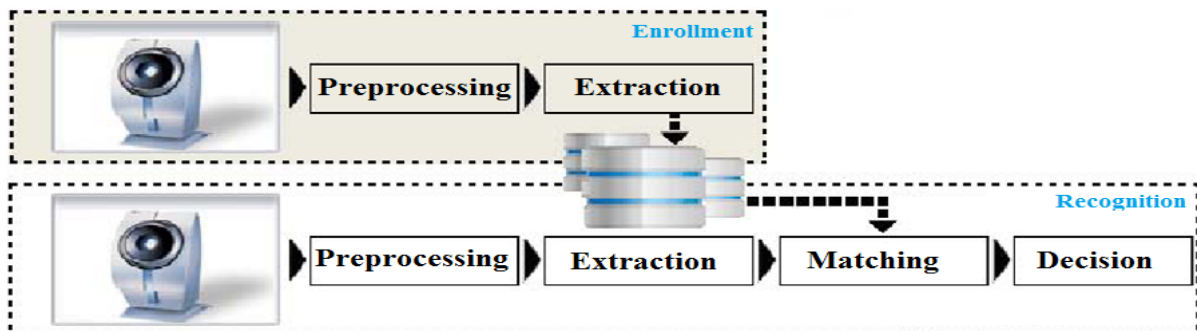 Enrollment
Preprocessing
Extraction
Recognition
Preprocessing
Extraction
Matching
Decision